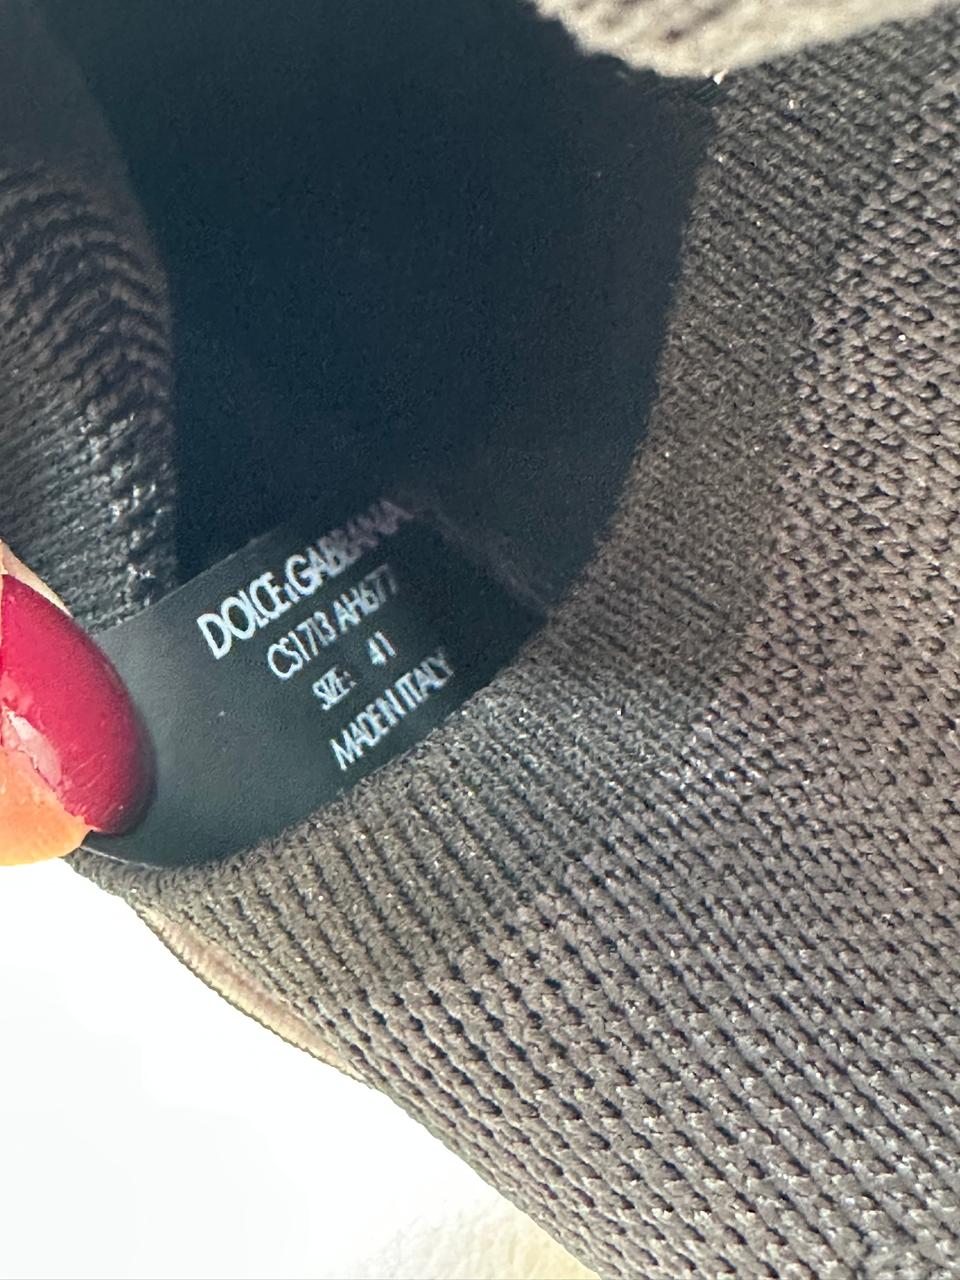 DOLCE&GABBANA
CS1713 AH677
SIZE: 41
MADE IN ITALY